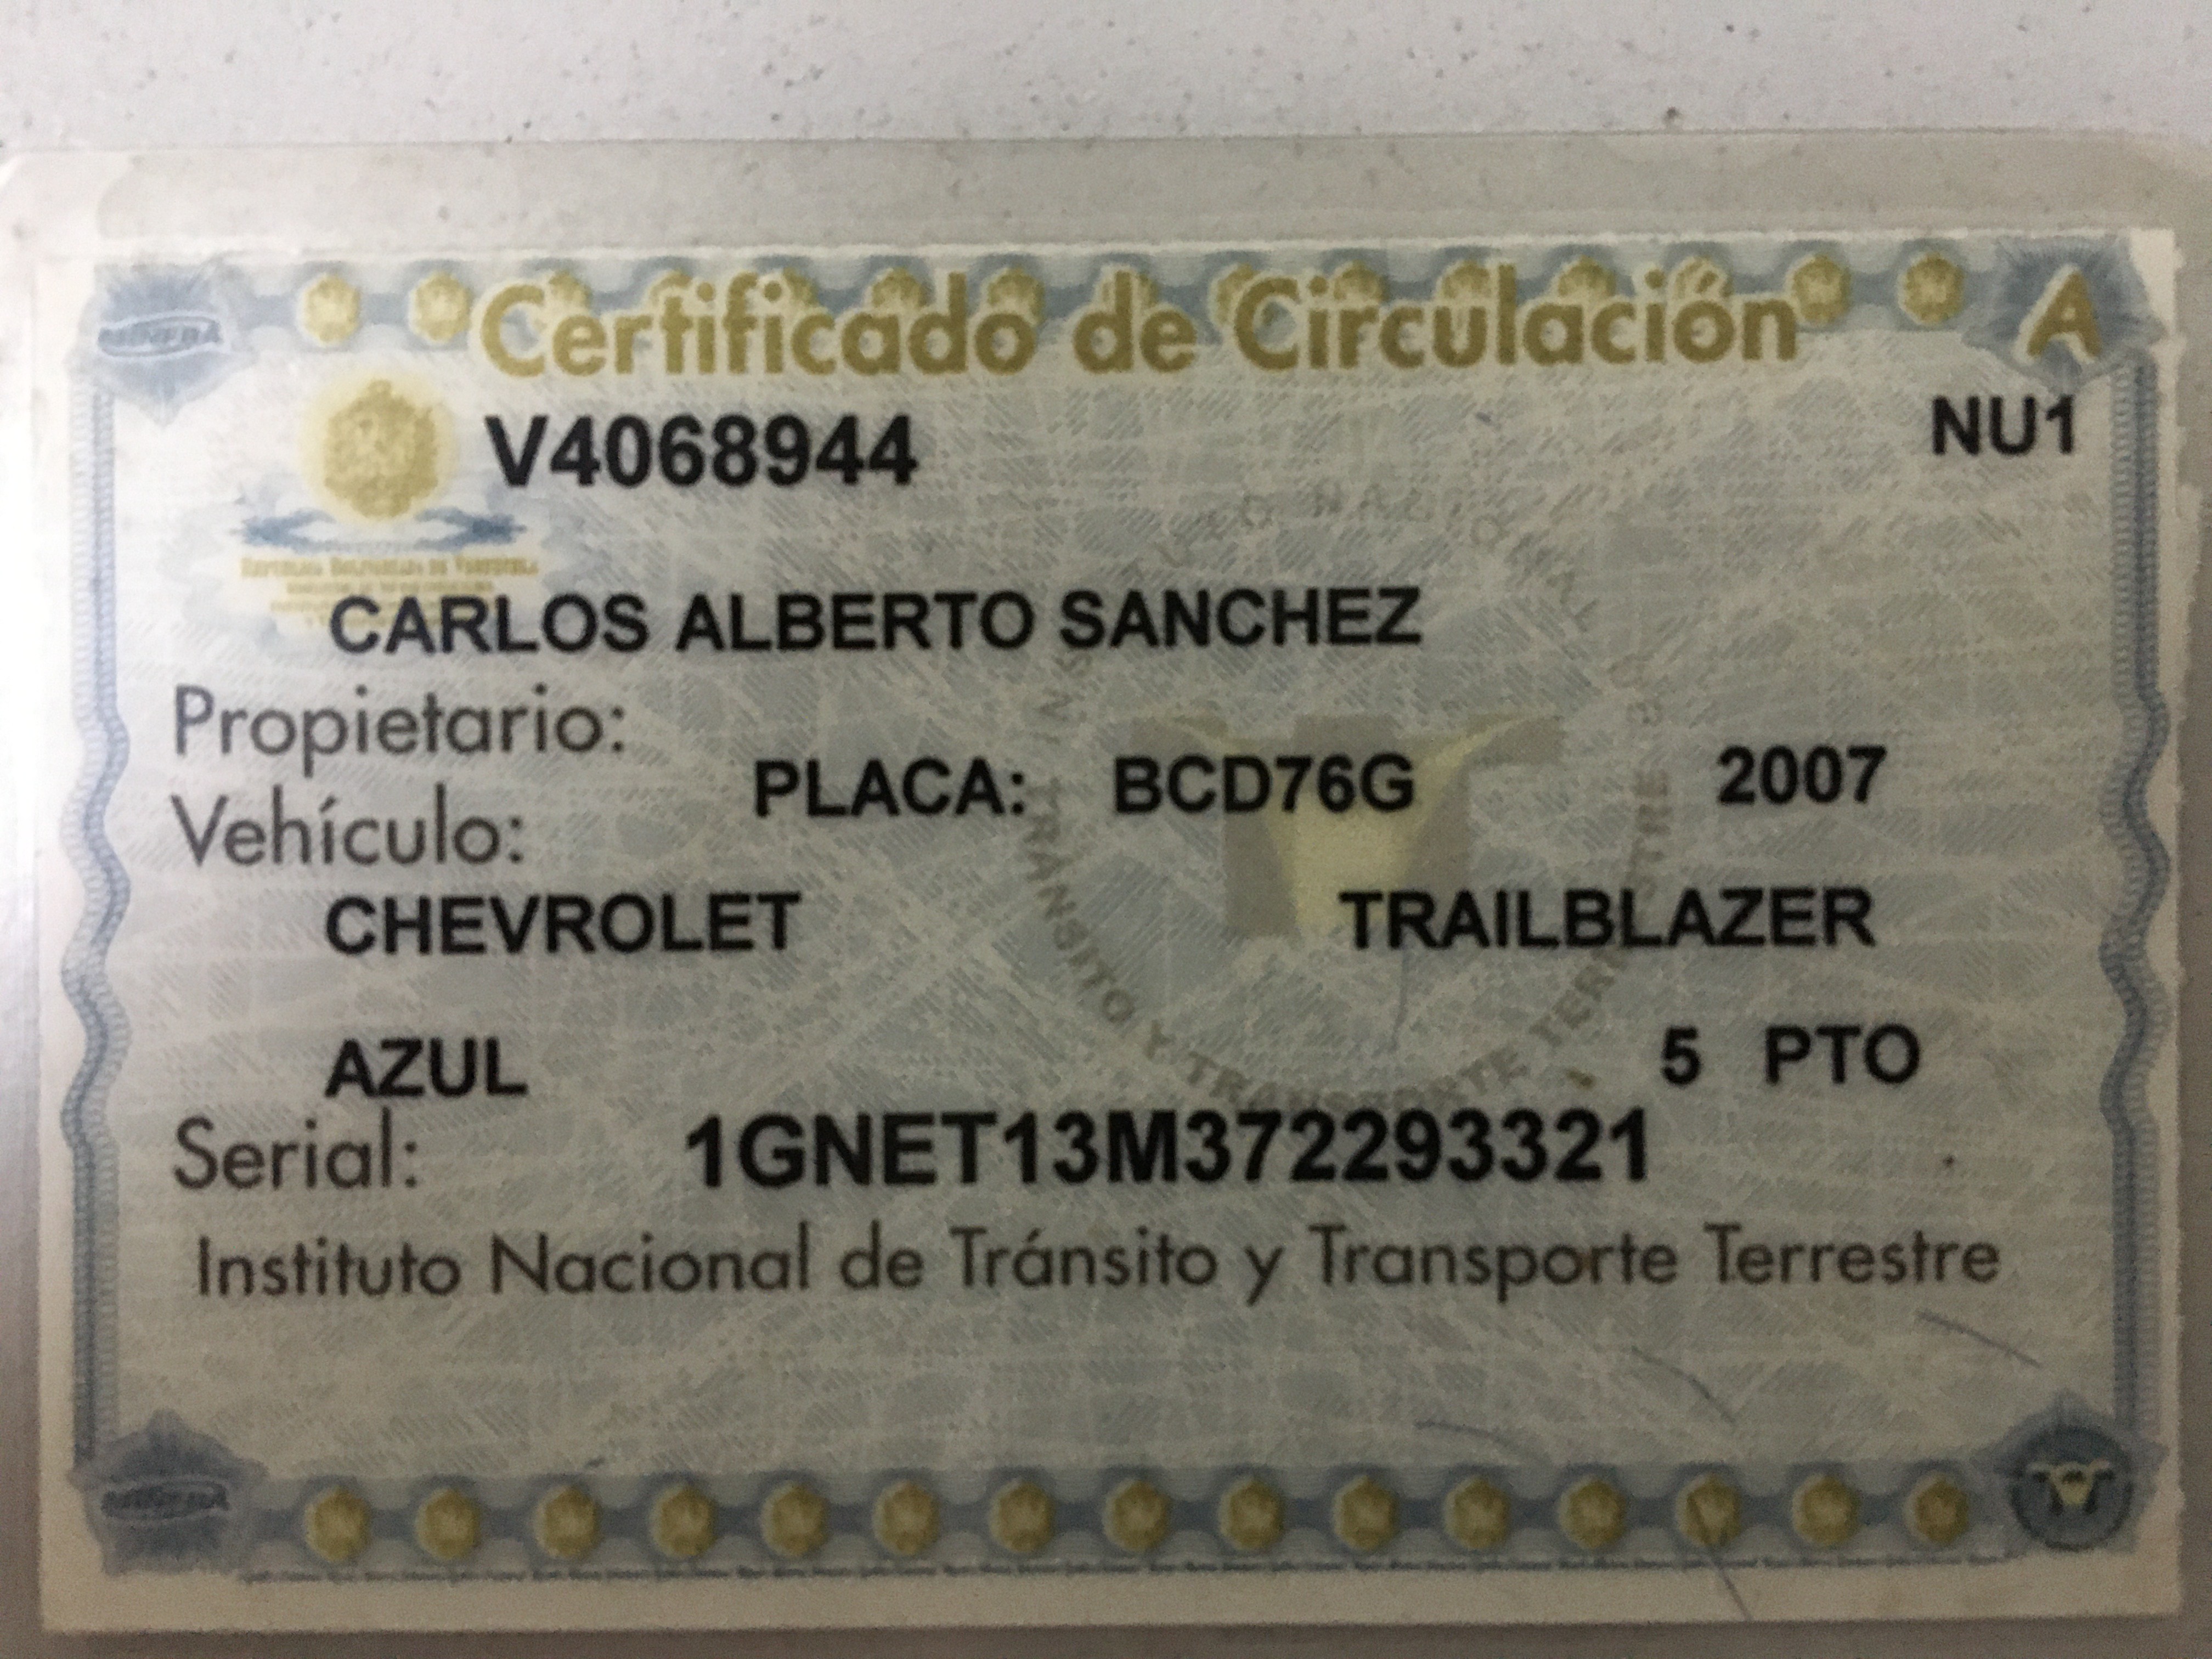 Certificado de Circulación A
V4068944 NU1
CARLOS ALBERTO SANCHEZ
Propietario:
PLACA: BCD76G 2007
Vehículo:
CHEVROLET TRAILBLAZER
AZUL 5 PTO
Serial: 1GNET13M372293321
Instituto Nacional de Tránsito y Transporte Terrestre